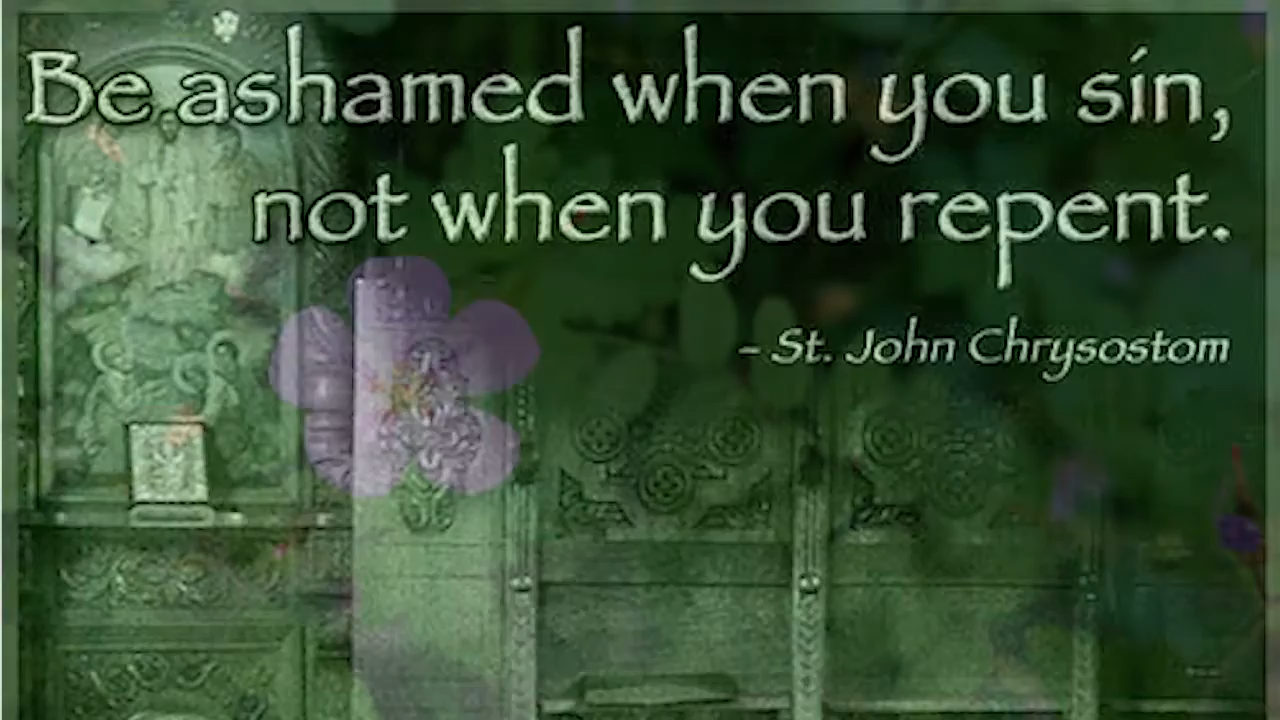 Be ashamed when you sin,
not when you repent.
- St. John Chrysostom